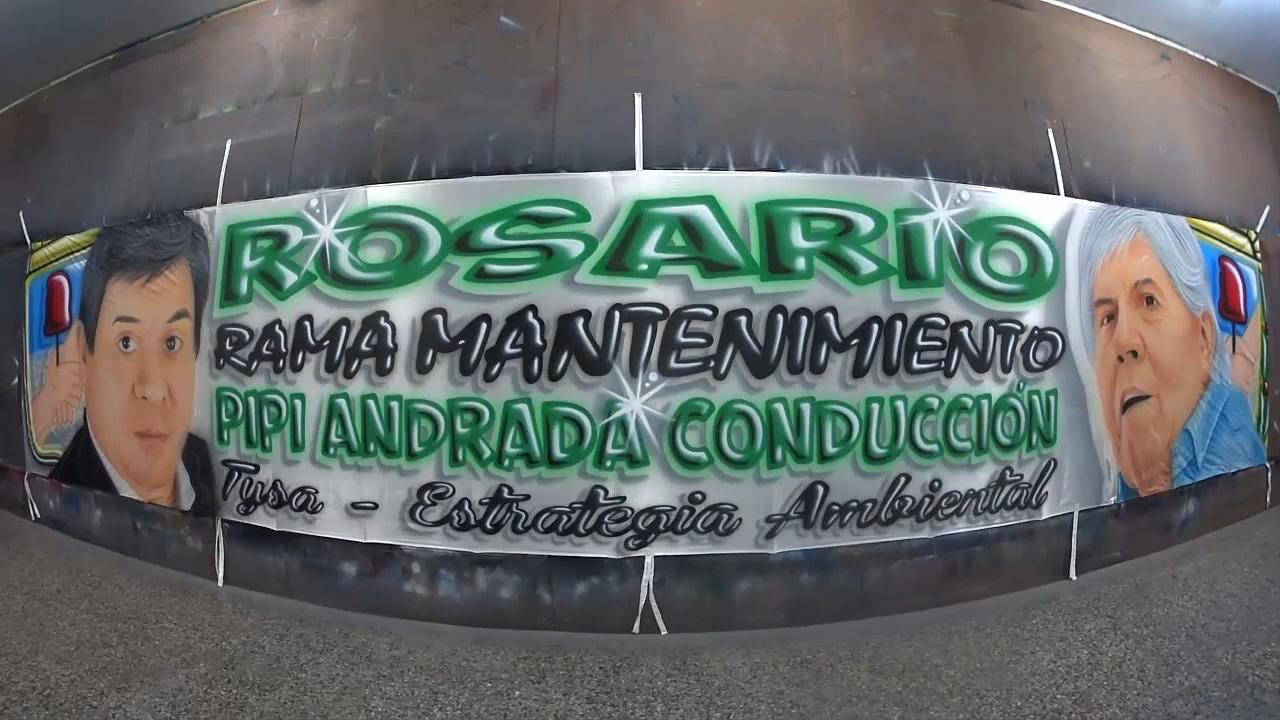 ROSARIO
RAMA MANTENIMIENTO
PIPI ANDRADA CONDUCCIÓN
Tysa - Estrategia Ambiental